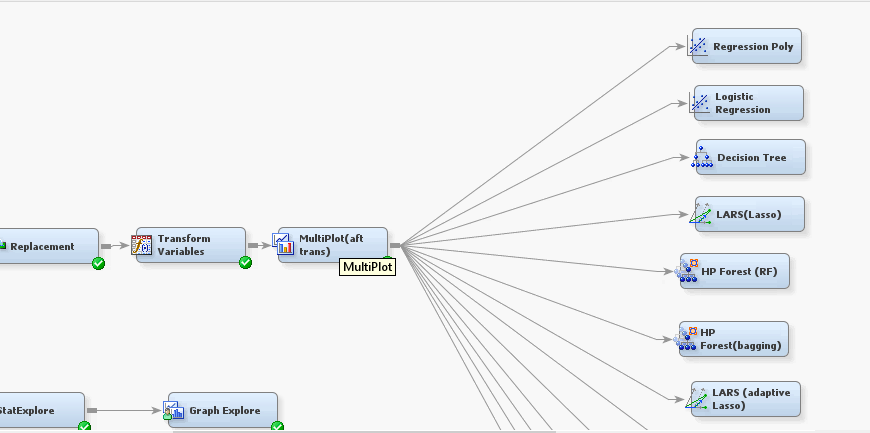 Regression Poly
Logistic
Regression
Decision Tree
LARS(Lasso)
Replacement
Transform
Variables
MultiPlot(aft
trans)
MultiPlot
HP Forest (RF)
HP
Forest(bagging)
LARS (adaptive
Lasso)
StatExplore
Graph Explore